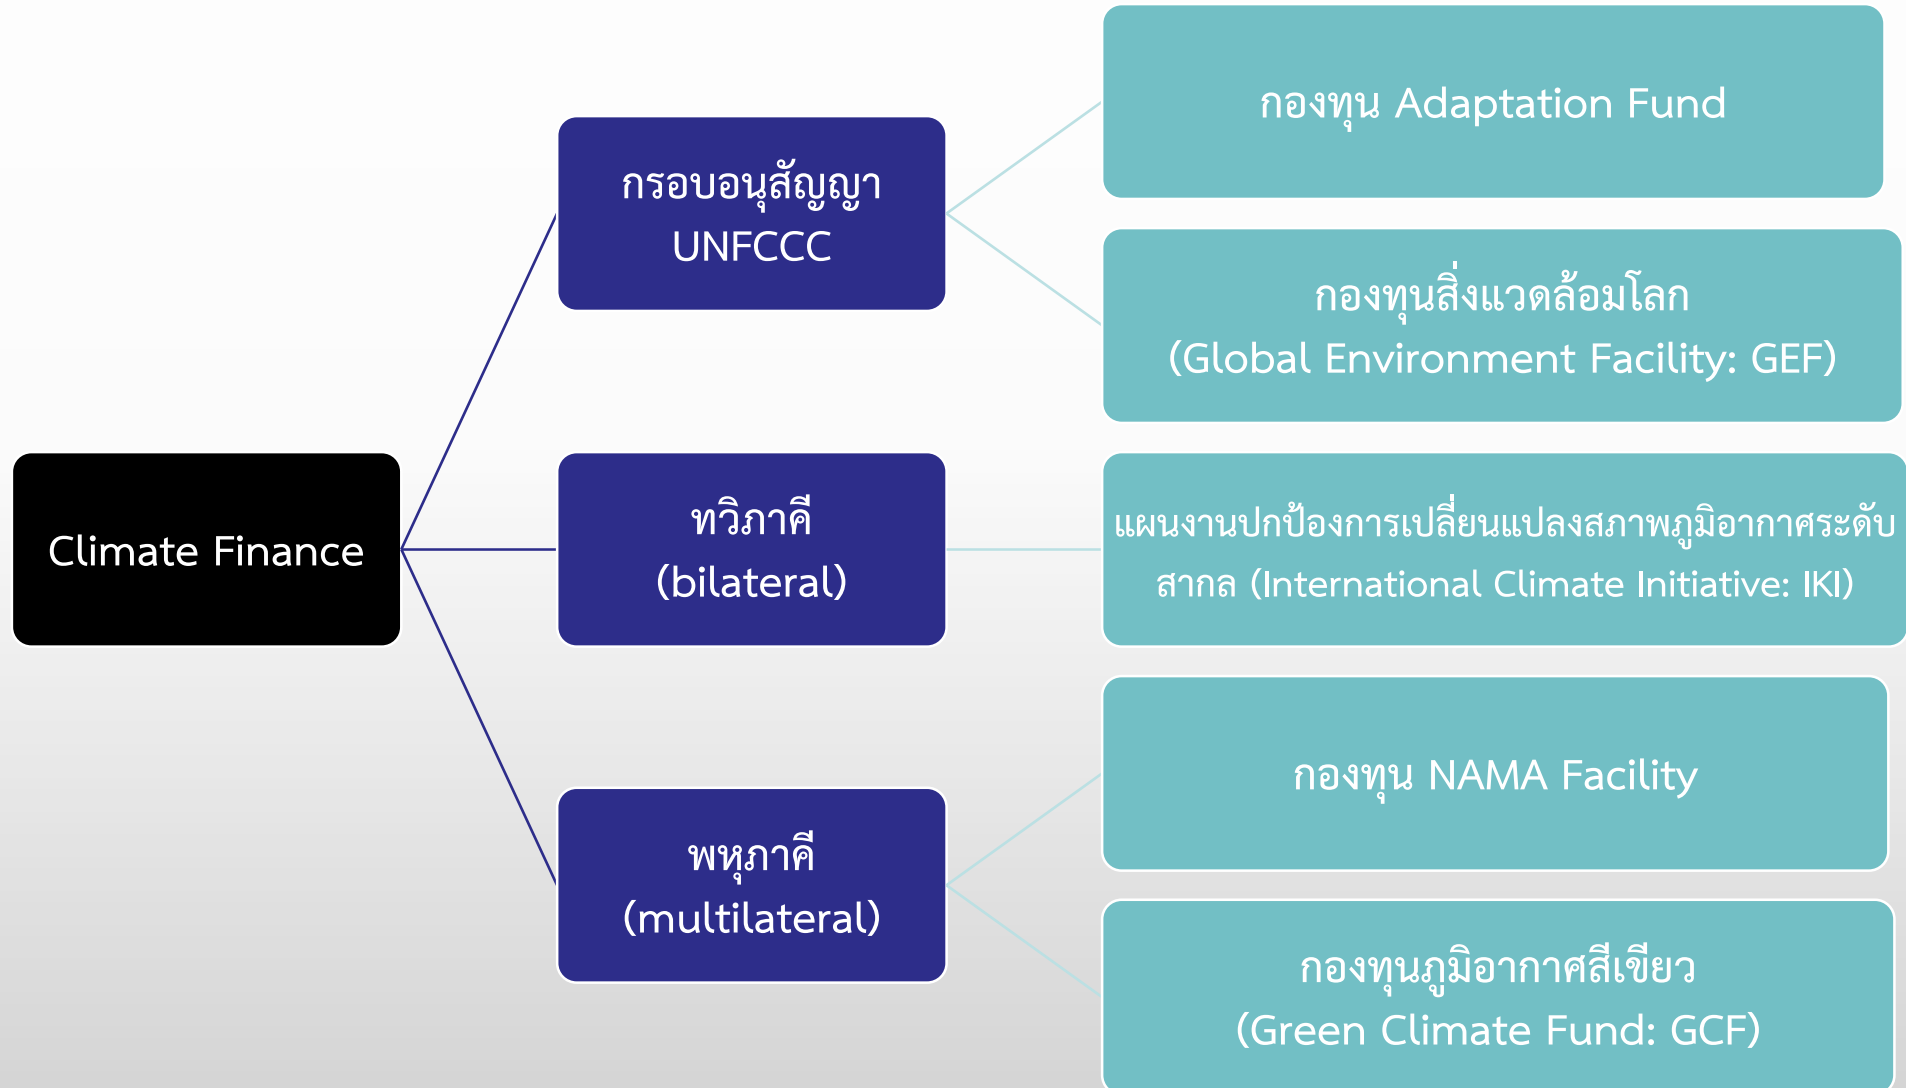 Climate Finance
กรอบอนุสัญญา
UNFCCC
กองทุน Adaptation Fund
กองทุนสิ่งแวดล้อมโลก
(Global Environment Facility: GEF)
ทวิภาคี
(bilateral)
แผนงานปกป้องการเปลี่ยนแปลงสภาพภูมิอากาศระดับ
สากล (International Climate Initiative: IKI)
พหุภาคี
(multilateral)
กองทุน NAMA Facility
กองทุนภูมิอากาศสีเขียว
(Green Climate Fund: GCF)